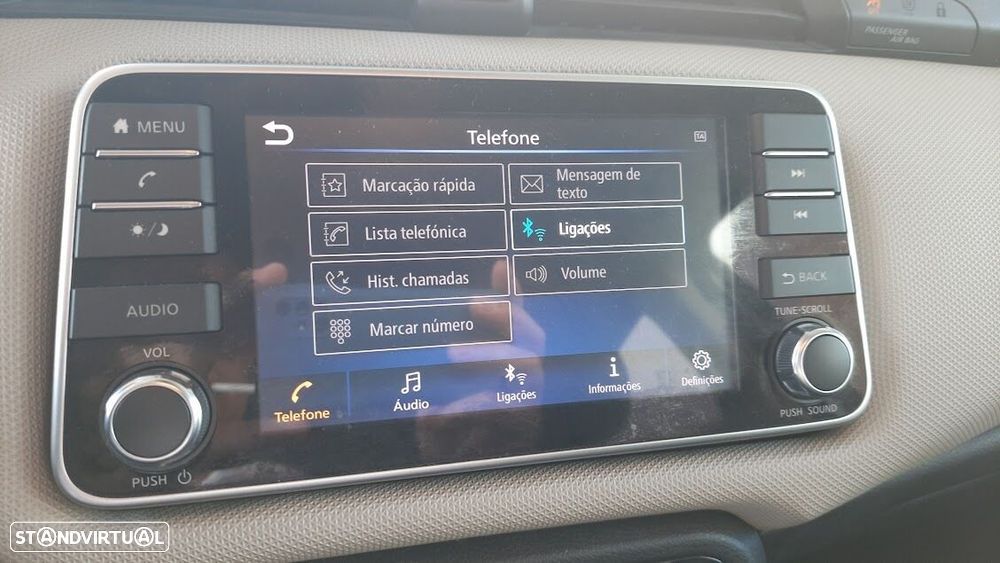 PASSENGER
AIR BAG
MENU
AUDIO
VOL
PUSH
Telefone
TA
Marcação rápida
Mensagem de
texto
Lista telefónica
Ligações
Hist. chamadas
Volume
Marcar número
Telefone
Áudio
Ligações
Informações
Definições
BACK
TUNE-SCROLL
PUSH SOUND
STANDVIRTUAL